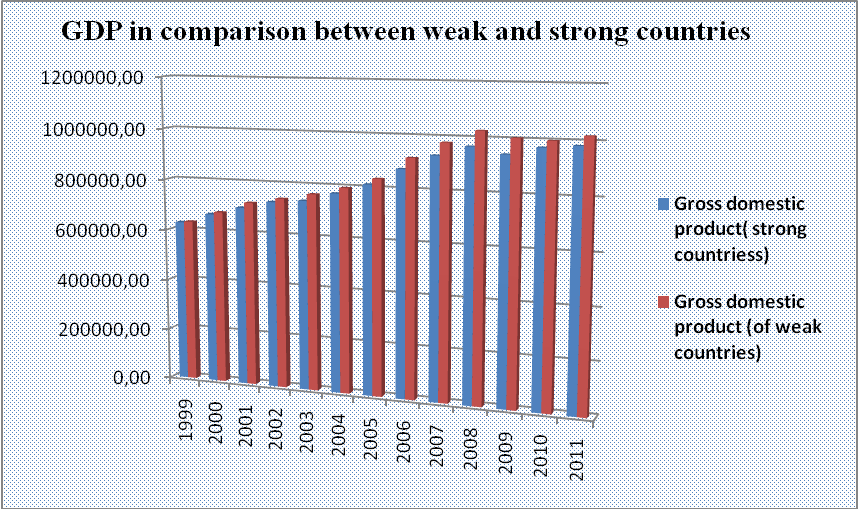 GDP in comparison between weak and strong countries
1200000,00
1000000,00
800000,00
600000,00
400000,00
200000,00
0,00
1999
2000
2001
2002
2003
2004
2005
2006
2007
2008
2009
2010
2011
Gross domestic
product( strong
countriess)
Gross domestic
product (of weak
countries)